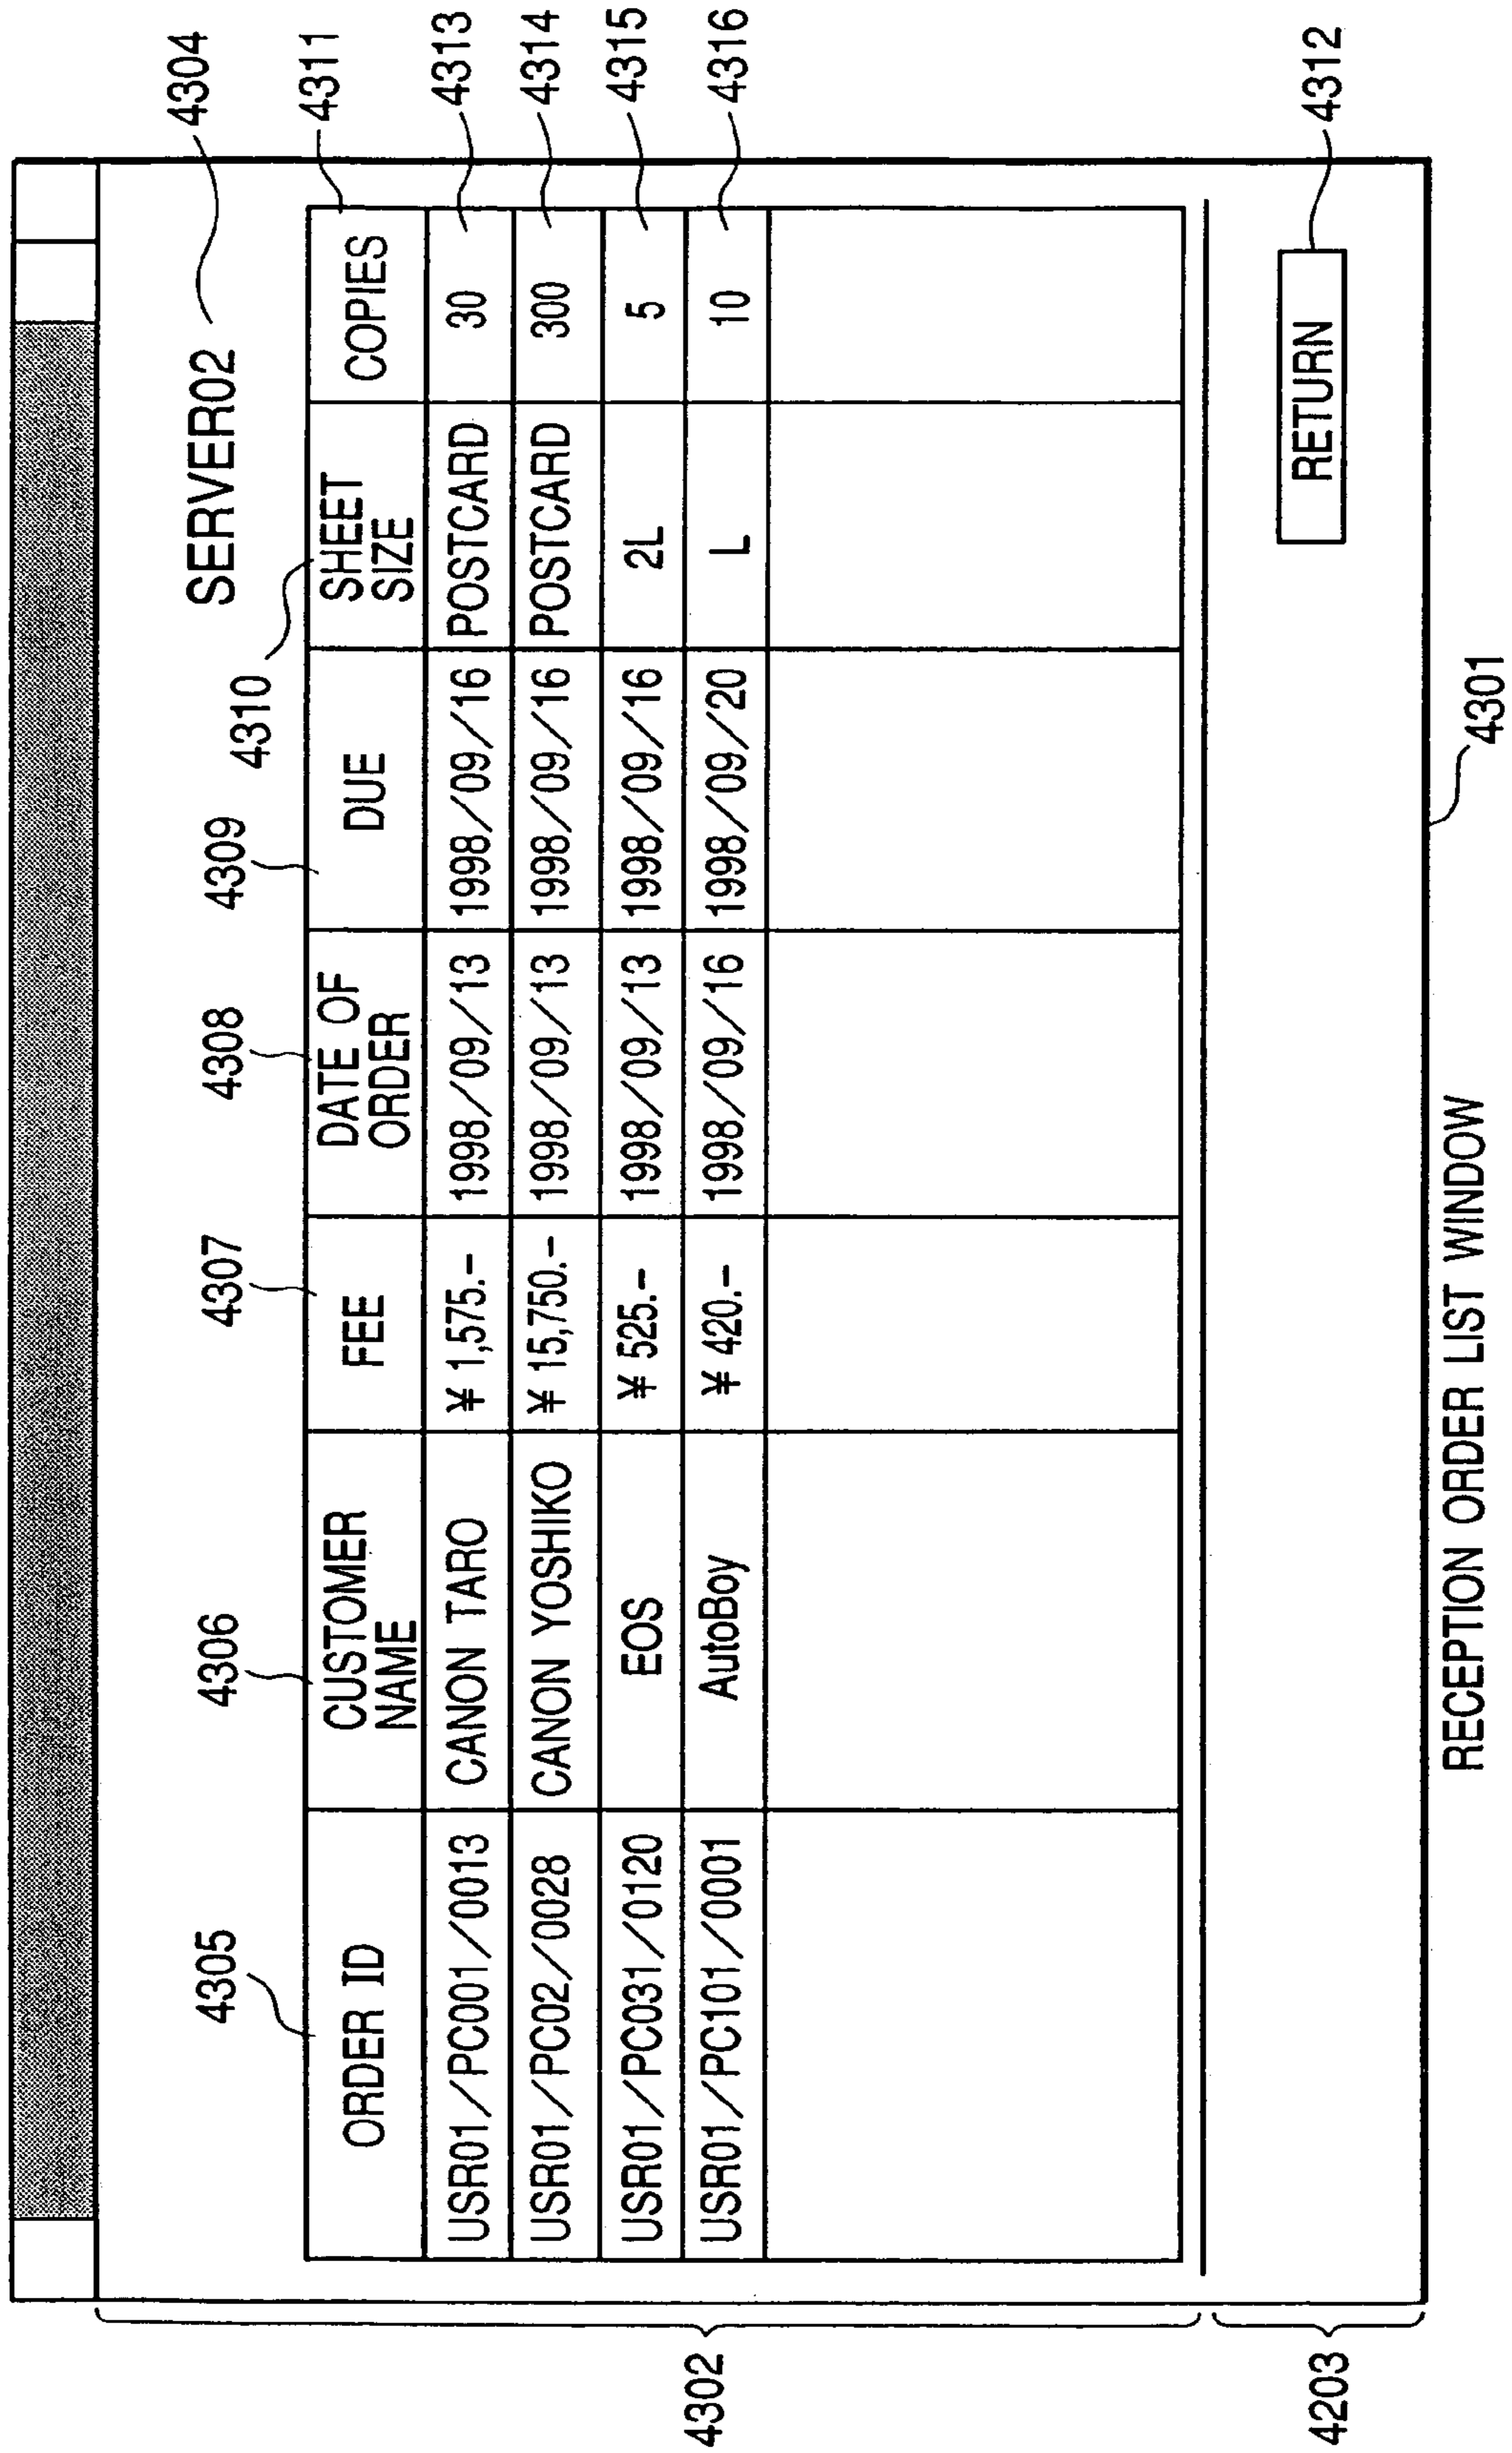 4304
SERVER02
4305
4306
4307
4308
4309
4310
4311
ORDER ID
CUSTOMER
NAME
FEE
DATE OF
ORDER
DUE
SHEET
SIZE
COPIES
USR01/PC001/0013 CANON TARO ¥ 1,575.- 1998/09/13 1998/09/16 POSTCARD 30 4313
USR01/PC02/0028 CANON YOSHIKO ¥ 15,750.- 1998/09/13 1998/09/16 POSTCARD 300 4314
USR01/PC031/0120 EOS ¥ 525.- 1998/09/13 1998/09/16 2L 5 4315
USR01/PC101/0001 AutoBoy ¥ 420.- 1998/09/16 1998/09/20 L 10 4316
4302
RETURN
4312
4203
4301
RECEPTION ORDER LIST WINDOW